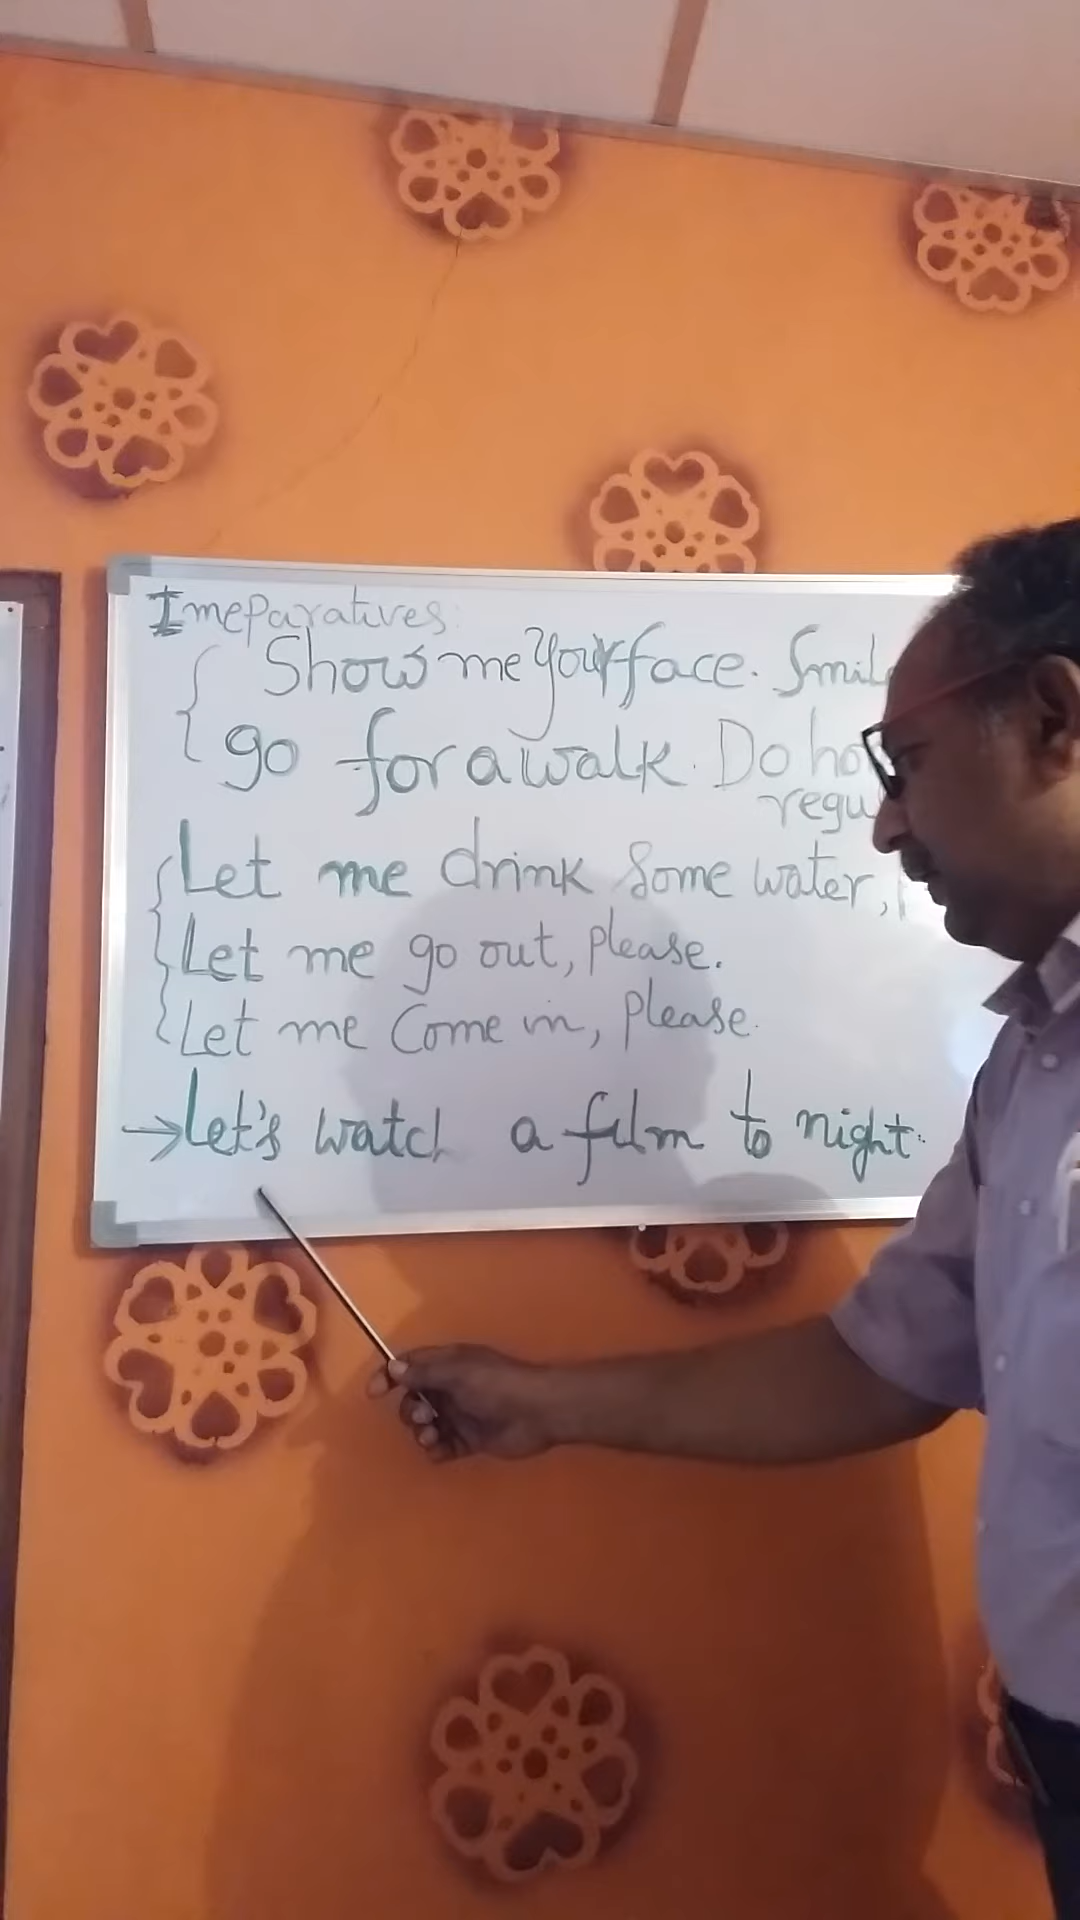 Imeparatives:
Show me your face. Smile
go for a walk. Do ho
regu
Let me drink Some water,
Let me go out, please.
Let me Come in, please.
→Let's watch a film to night.